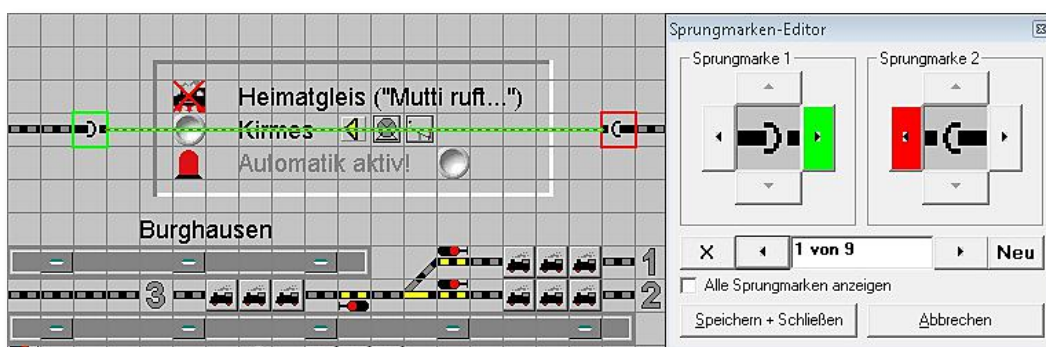 Heimatgleis ("Mutti ruft...")
Kirmes
Automatik aktiv!
Burghausen
1
3
2
Sprungmarken-Editor
Sprungmarke 1
Sprungmarke 2
X
1 von 9
Neu
Alle Sprungmarken anzeigen
Speichern + Schließen
Abbrechen